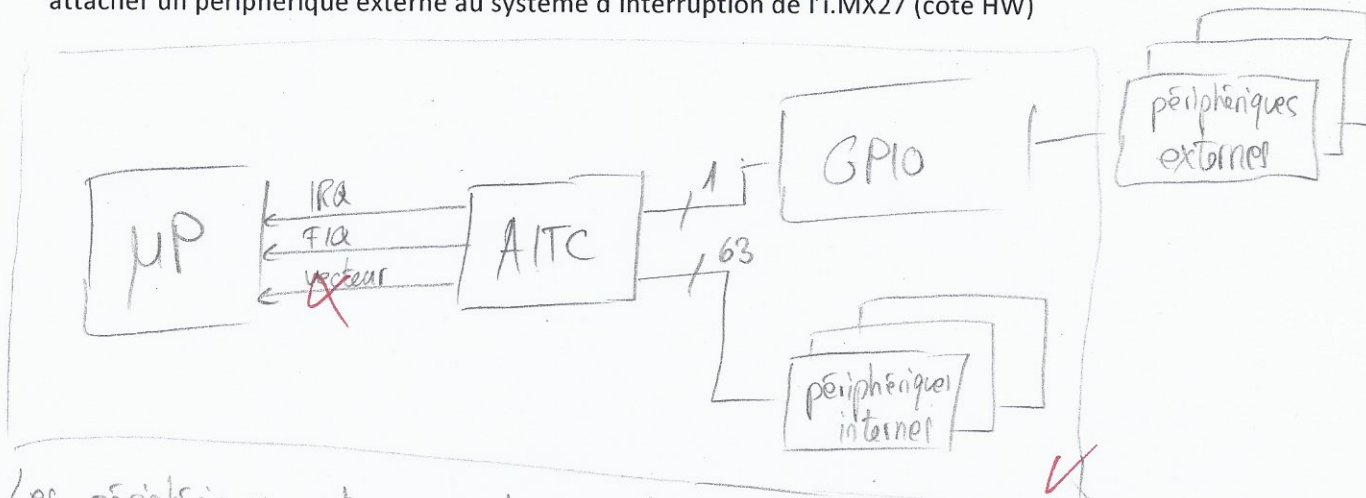 attacher un périphérique externe au système d'interruption de l'i.MX27 (côté HW)
périphériques
externes
GPIO
1
IRQ
FIQ
vecteur
µP
AITC
63
périphériques
internes
Les